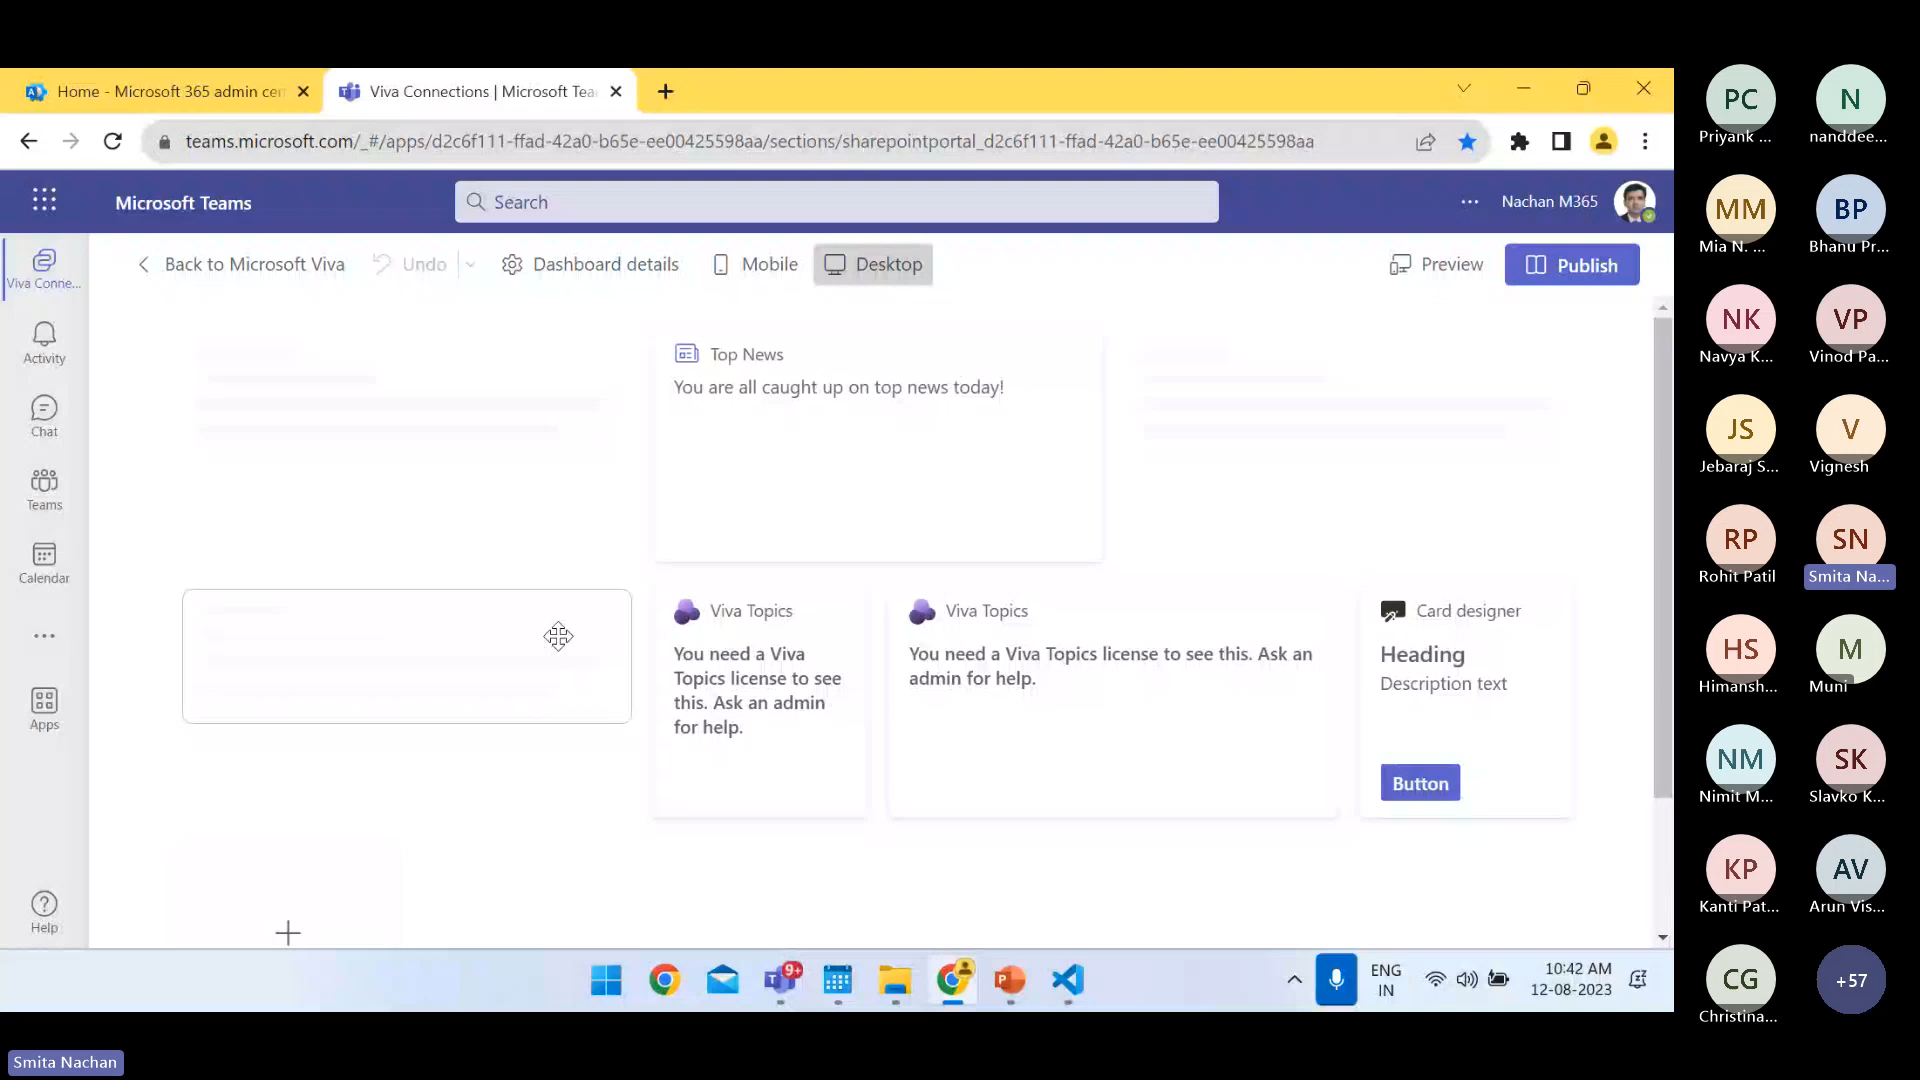 Home - Microsoft 365 admin cen
Viva Connections | Microsoft Tea
teams.microsoft.com/_#/apps/d2c6f111-ffad-42a0-b65e-ee00425598aa/sections/sharepointportal_d2c6f111-ffad-42a0-b65e-ee00425598aa
Microsoft Teams
Search
Nachan M365
Back to Microsoft Viva
Undo
Dashboard details
Mobile
Desktop
Preview
Publish
Viva Conne...
Activity
Chat
Teams
Calendar
Apps
Help
Top News
You are all caught up on top news today!
Viva Topics
You need a Viva
Topics license to see
this. Ask an admin
for help.
Viva Topics
You need a Viva Topics license to see this. Ask an
admin for help.
Card designer
Heading
Description text
Button
9+
ENG
IN
10:42 AM
12-08-2023
PC
Priyank ...
N
nanddee...
MM
Mia N. ...
BP
Bhanu Pr...
NK
Navya K...
VP
Vinod Pa...
JS
Jebaraj S...
V
Vignesh
RP
Rohit Patil
SN
Smita Na...
HS
Himansh...
M
Muni
NM
Nimit M...
SK
Slavko K...
KP
Kanti Pat...
AV
Arun Vis...
CG
Christina...
+57
Smita Nachan